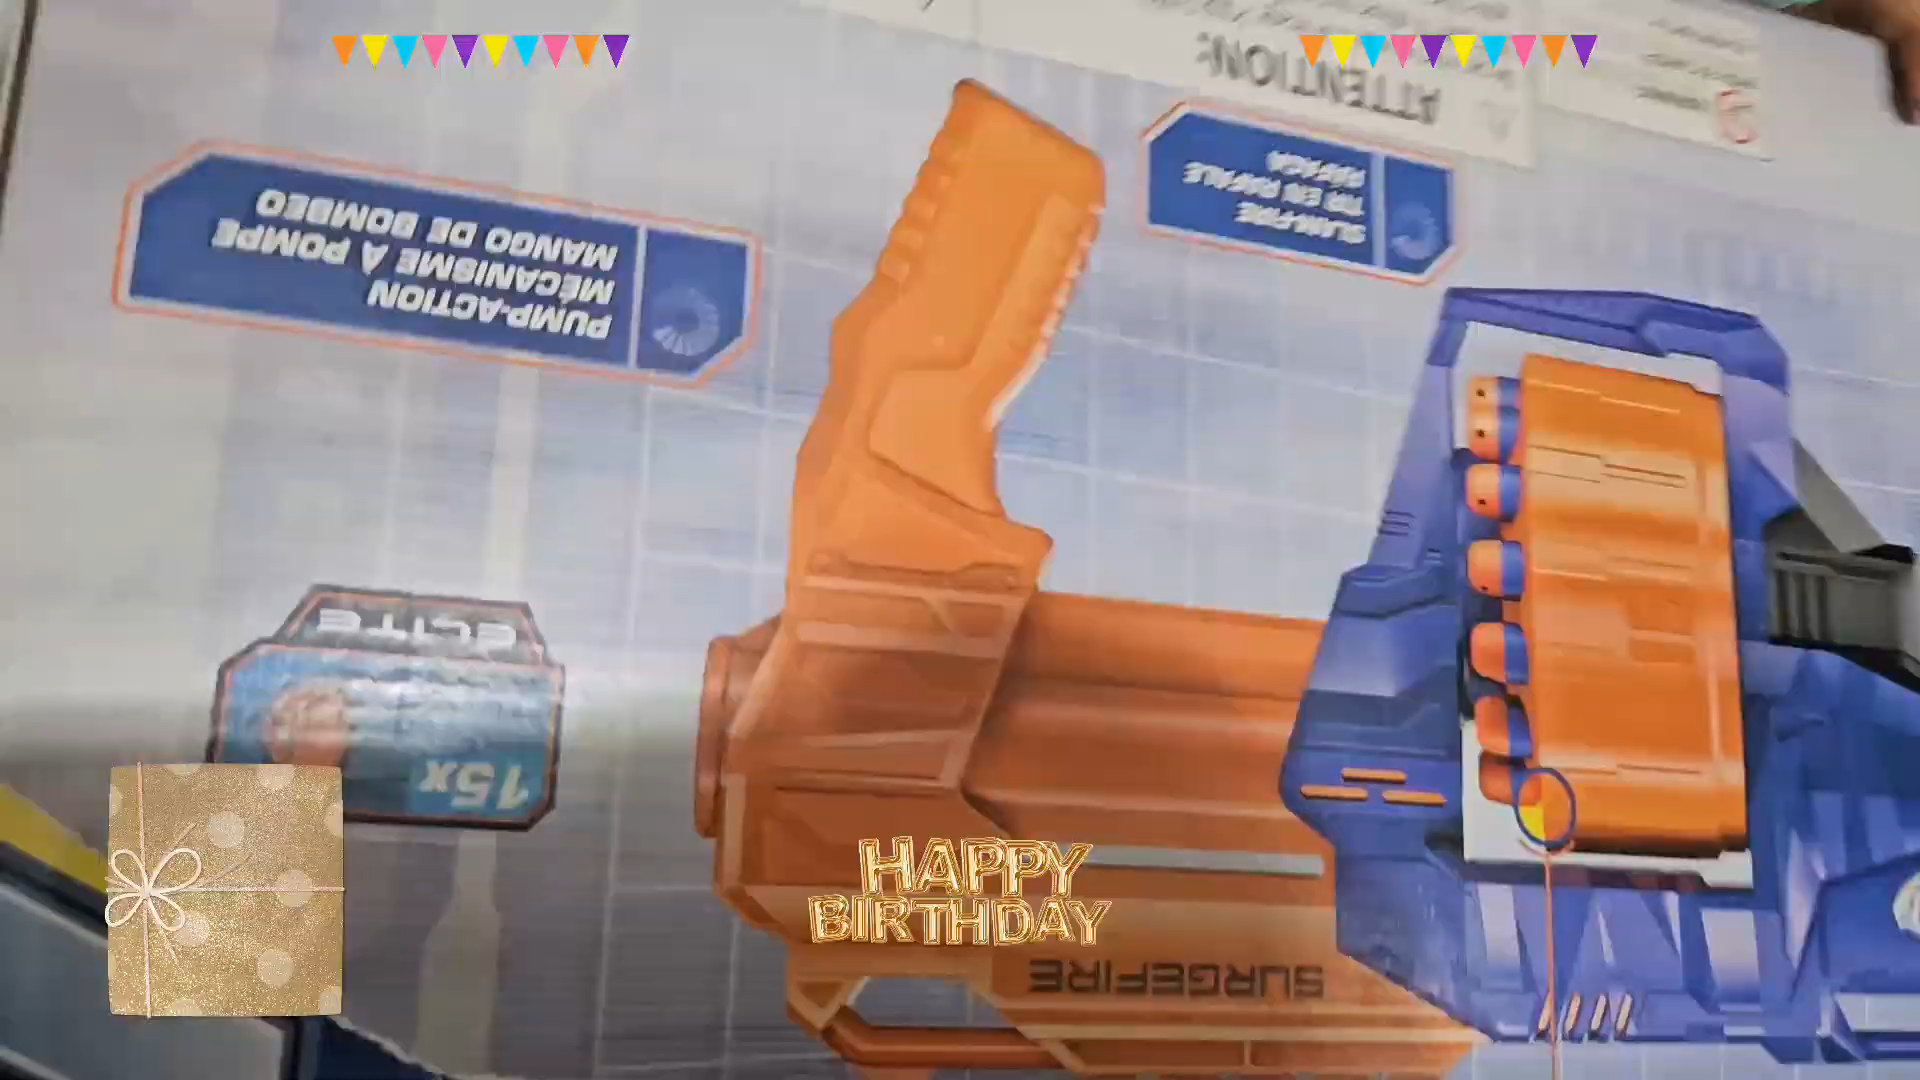 ATTENTION:
SLAM-FIRE
TIR EN RAFALE
RÁFAGA
PUMP-ACTION
MÉCANISME À POMPE
MANGO DE BOMBEO
ELITE
15x
SURGEFIRE
HAPPY
BIRTHDAY